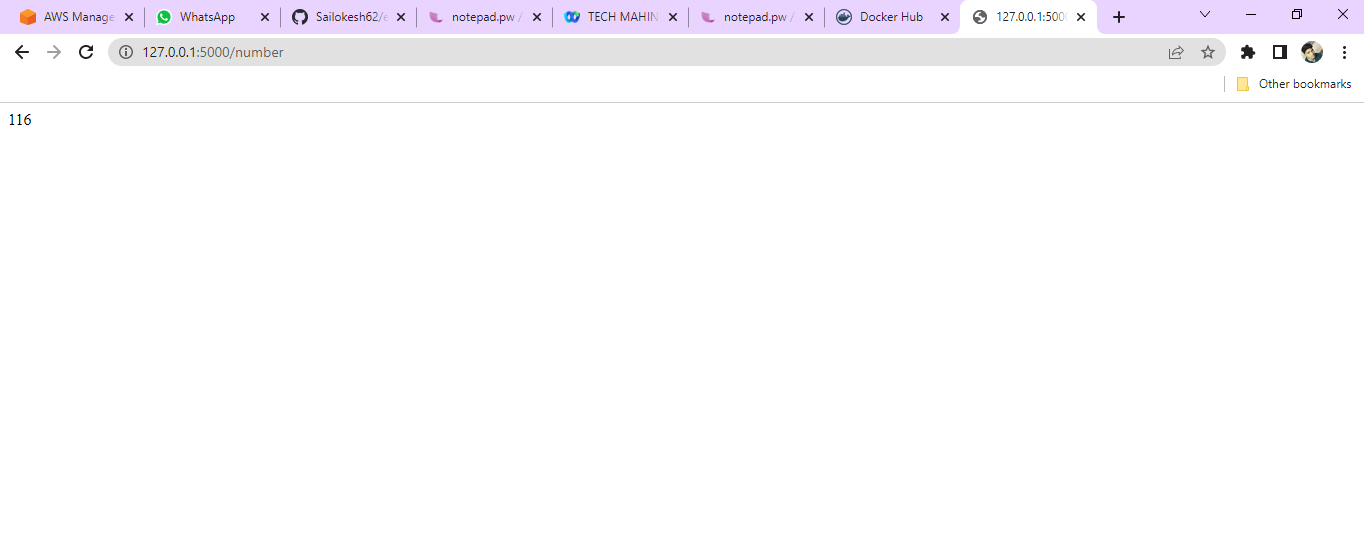 AWS Manage WhatsApp Sailokesh62/e notepad.pw / TECH MAHIN notepad.pw / Docker Hub 127.0.0.1:500
127.0.0.1:5000/number
Other bookmarks
116